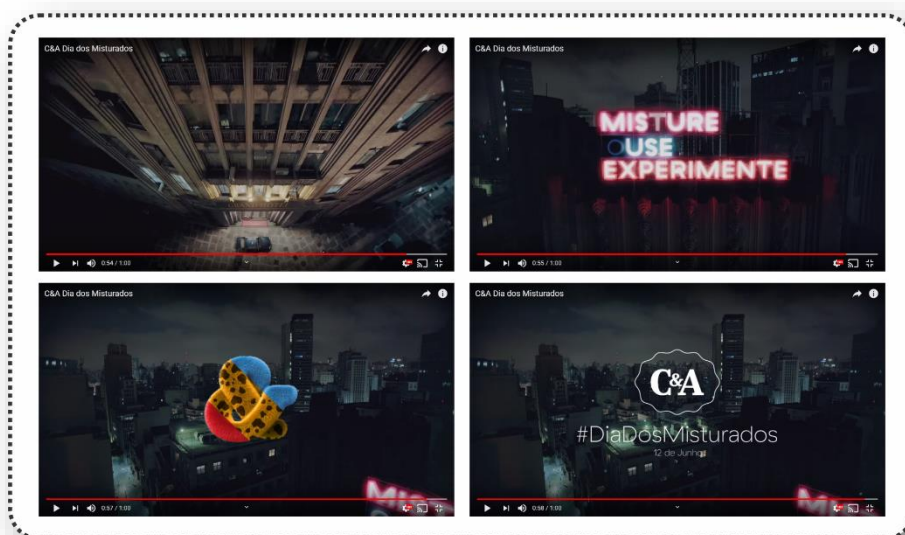 C&A Dia dos Misturados
0:54 / 1:00
C&A Dia dos Misturados
MISTURE
OUSE
EXPERIMENTE
0:55 / 1:00
C&A Dia dos Misturados
0:57 / 1:00
C&A Dia dos Misturados
C&A
#DiaDosMisturados
12 de Junho
0:58 / 1:00